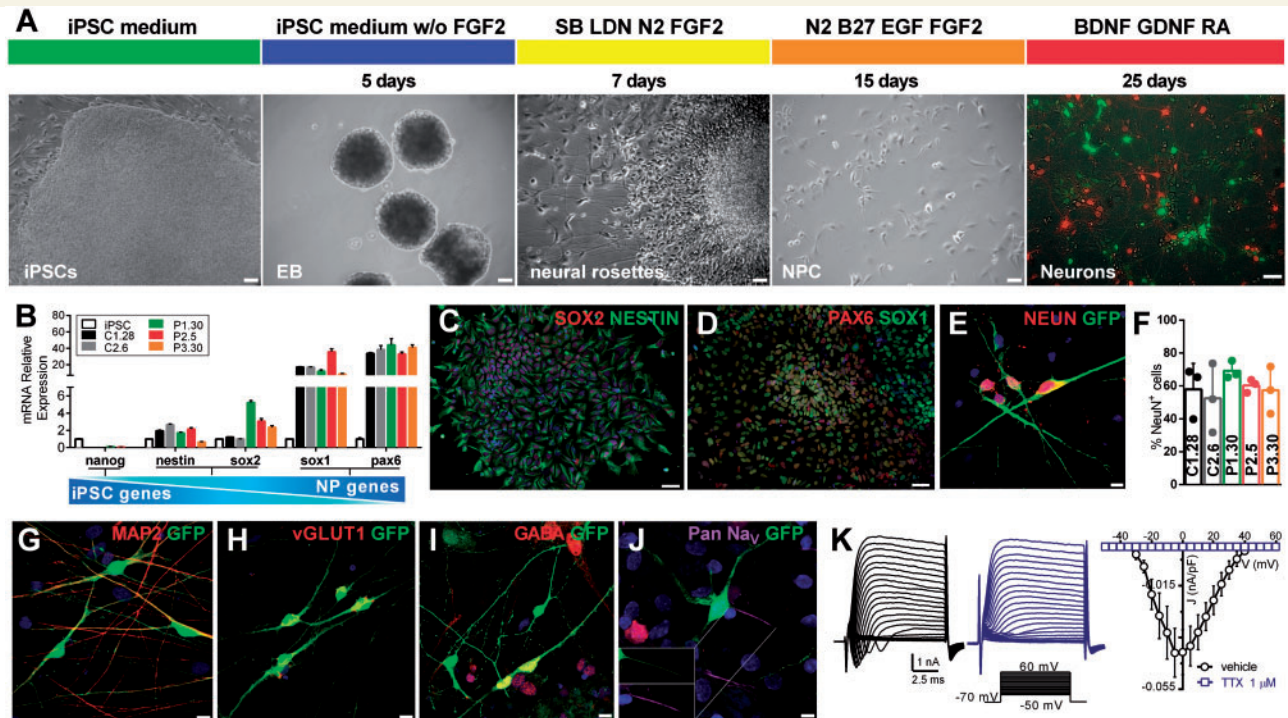 A
iPSC medium
iPSC medium w/o FGF2
SB LDN N2 FGF2
N2 B27 EGF FGF2
BDNF GDNF RA
5 days
7 days
15 days
25 days
iPSCs
EB
neural rosettes
NPC
Neurons
B
mRNA Relative
Expression
80
60
40
20
6
4
2
0
iPSC
C1.28
C2.6
P1.30
P2.5
P3.30
nanog
nestin
sox2
sox1
pax6
iPSC genes
NP genes
C
SOX2 NESTIN
D
PAX6 SOX1
E
NEUN GFP
F
% NeuN+ cells
100
80
60
40
20
0
C1.28
C2.6
P1.30
P2.5
P3.30
G
MAP2 GFP
H
vGLUT1 GFP
I
GABA GFP
J
Pan NaV GFP
K
1 nA
2.5 ms
60 mV
-70 mV
-50 mV
-40 -20 0 20 40 60
V (mV)
J (nA/pF)
-0.015
-0.055
vehicle
TTX 1 µM